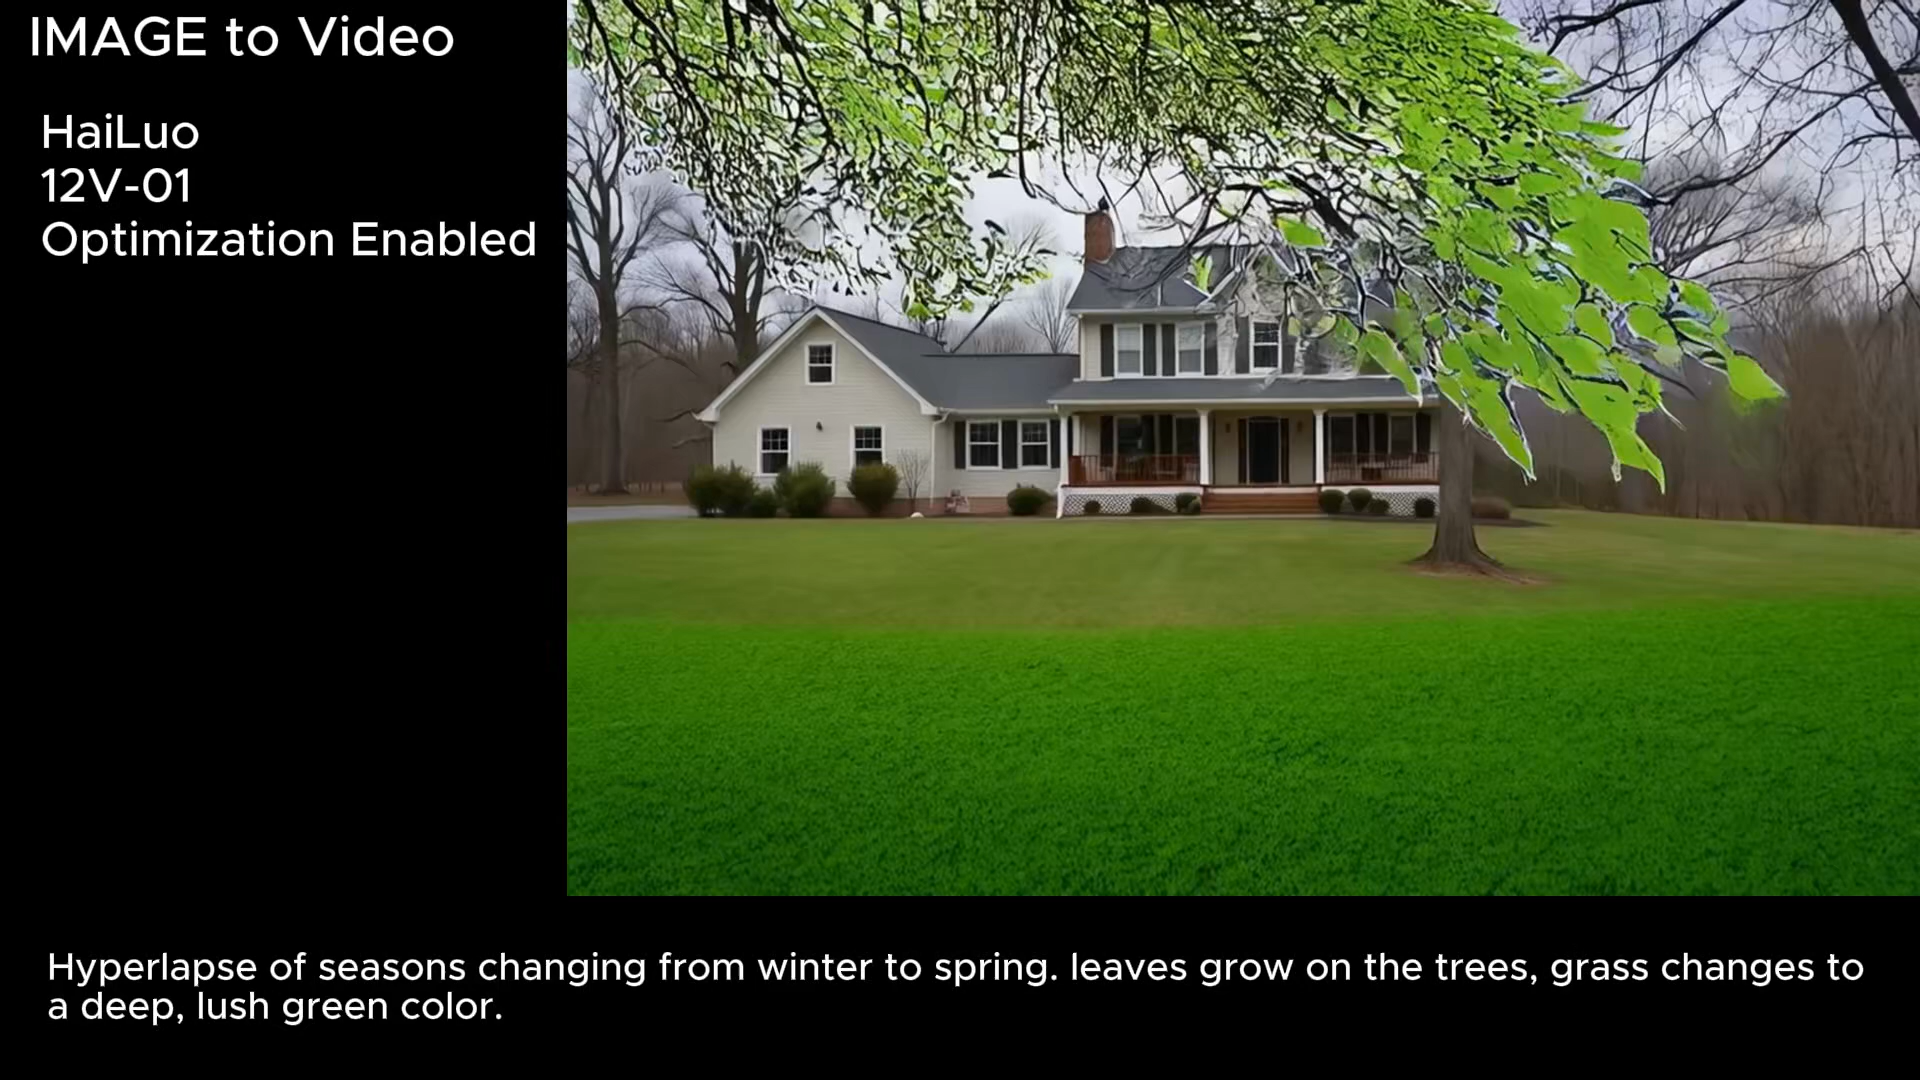 IMAGE to Video
HaiLuo
12V-01
Optimization Enabled
Hyperlapse of seasons changing from winter to spring. leaves grow on the trees, grass changes to
a deep, lush green color.